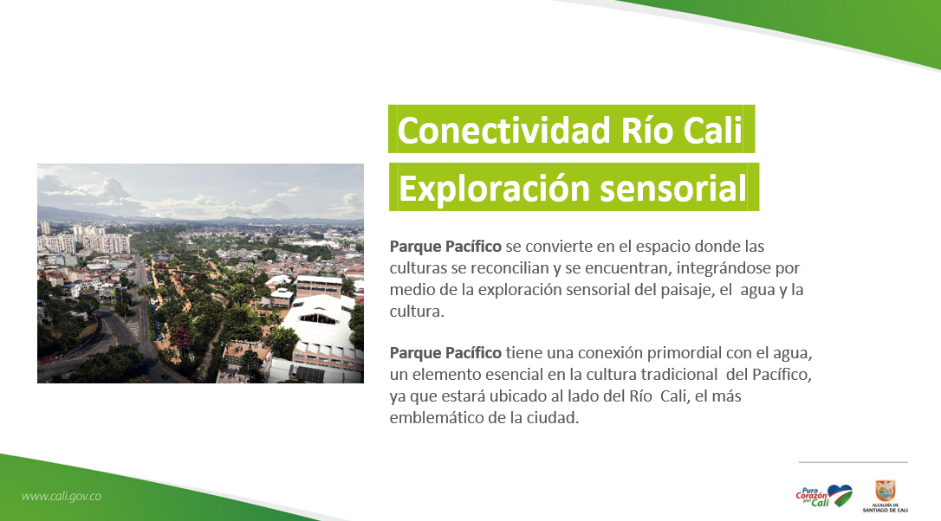 Conectividad Río Cali
Exploración sensorial
Parque Pacífico se convierte en el espacio donde las
culturas se reconcilian y se encuentran, integrándose por
medio de la exploración sensorial del paisaje, el  agua y la
cultura.
Parque Pacífico tiene una conexión primordial con el agua,
un elemento esencial en la cultura tradicional  del Pacífico,
ya que estará ubicado al lado del Río  Cali, el más
emblemático de la ciudad.
www.cali.gov.co
Puro
Corazón
por
Cali
ALCALDÍA DE
SANTIAGO DE CALI